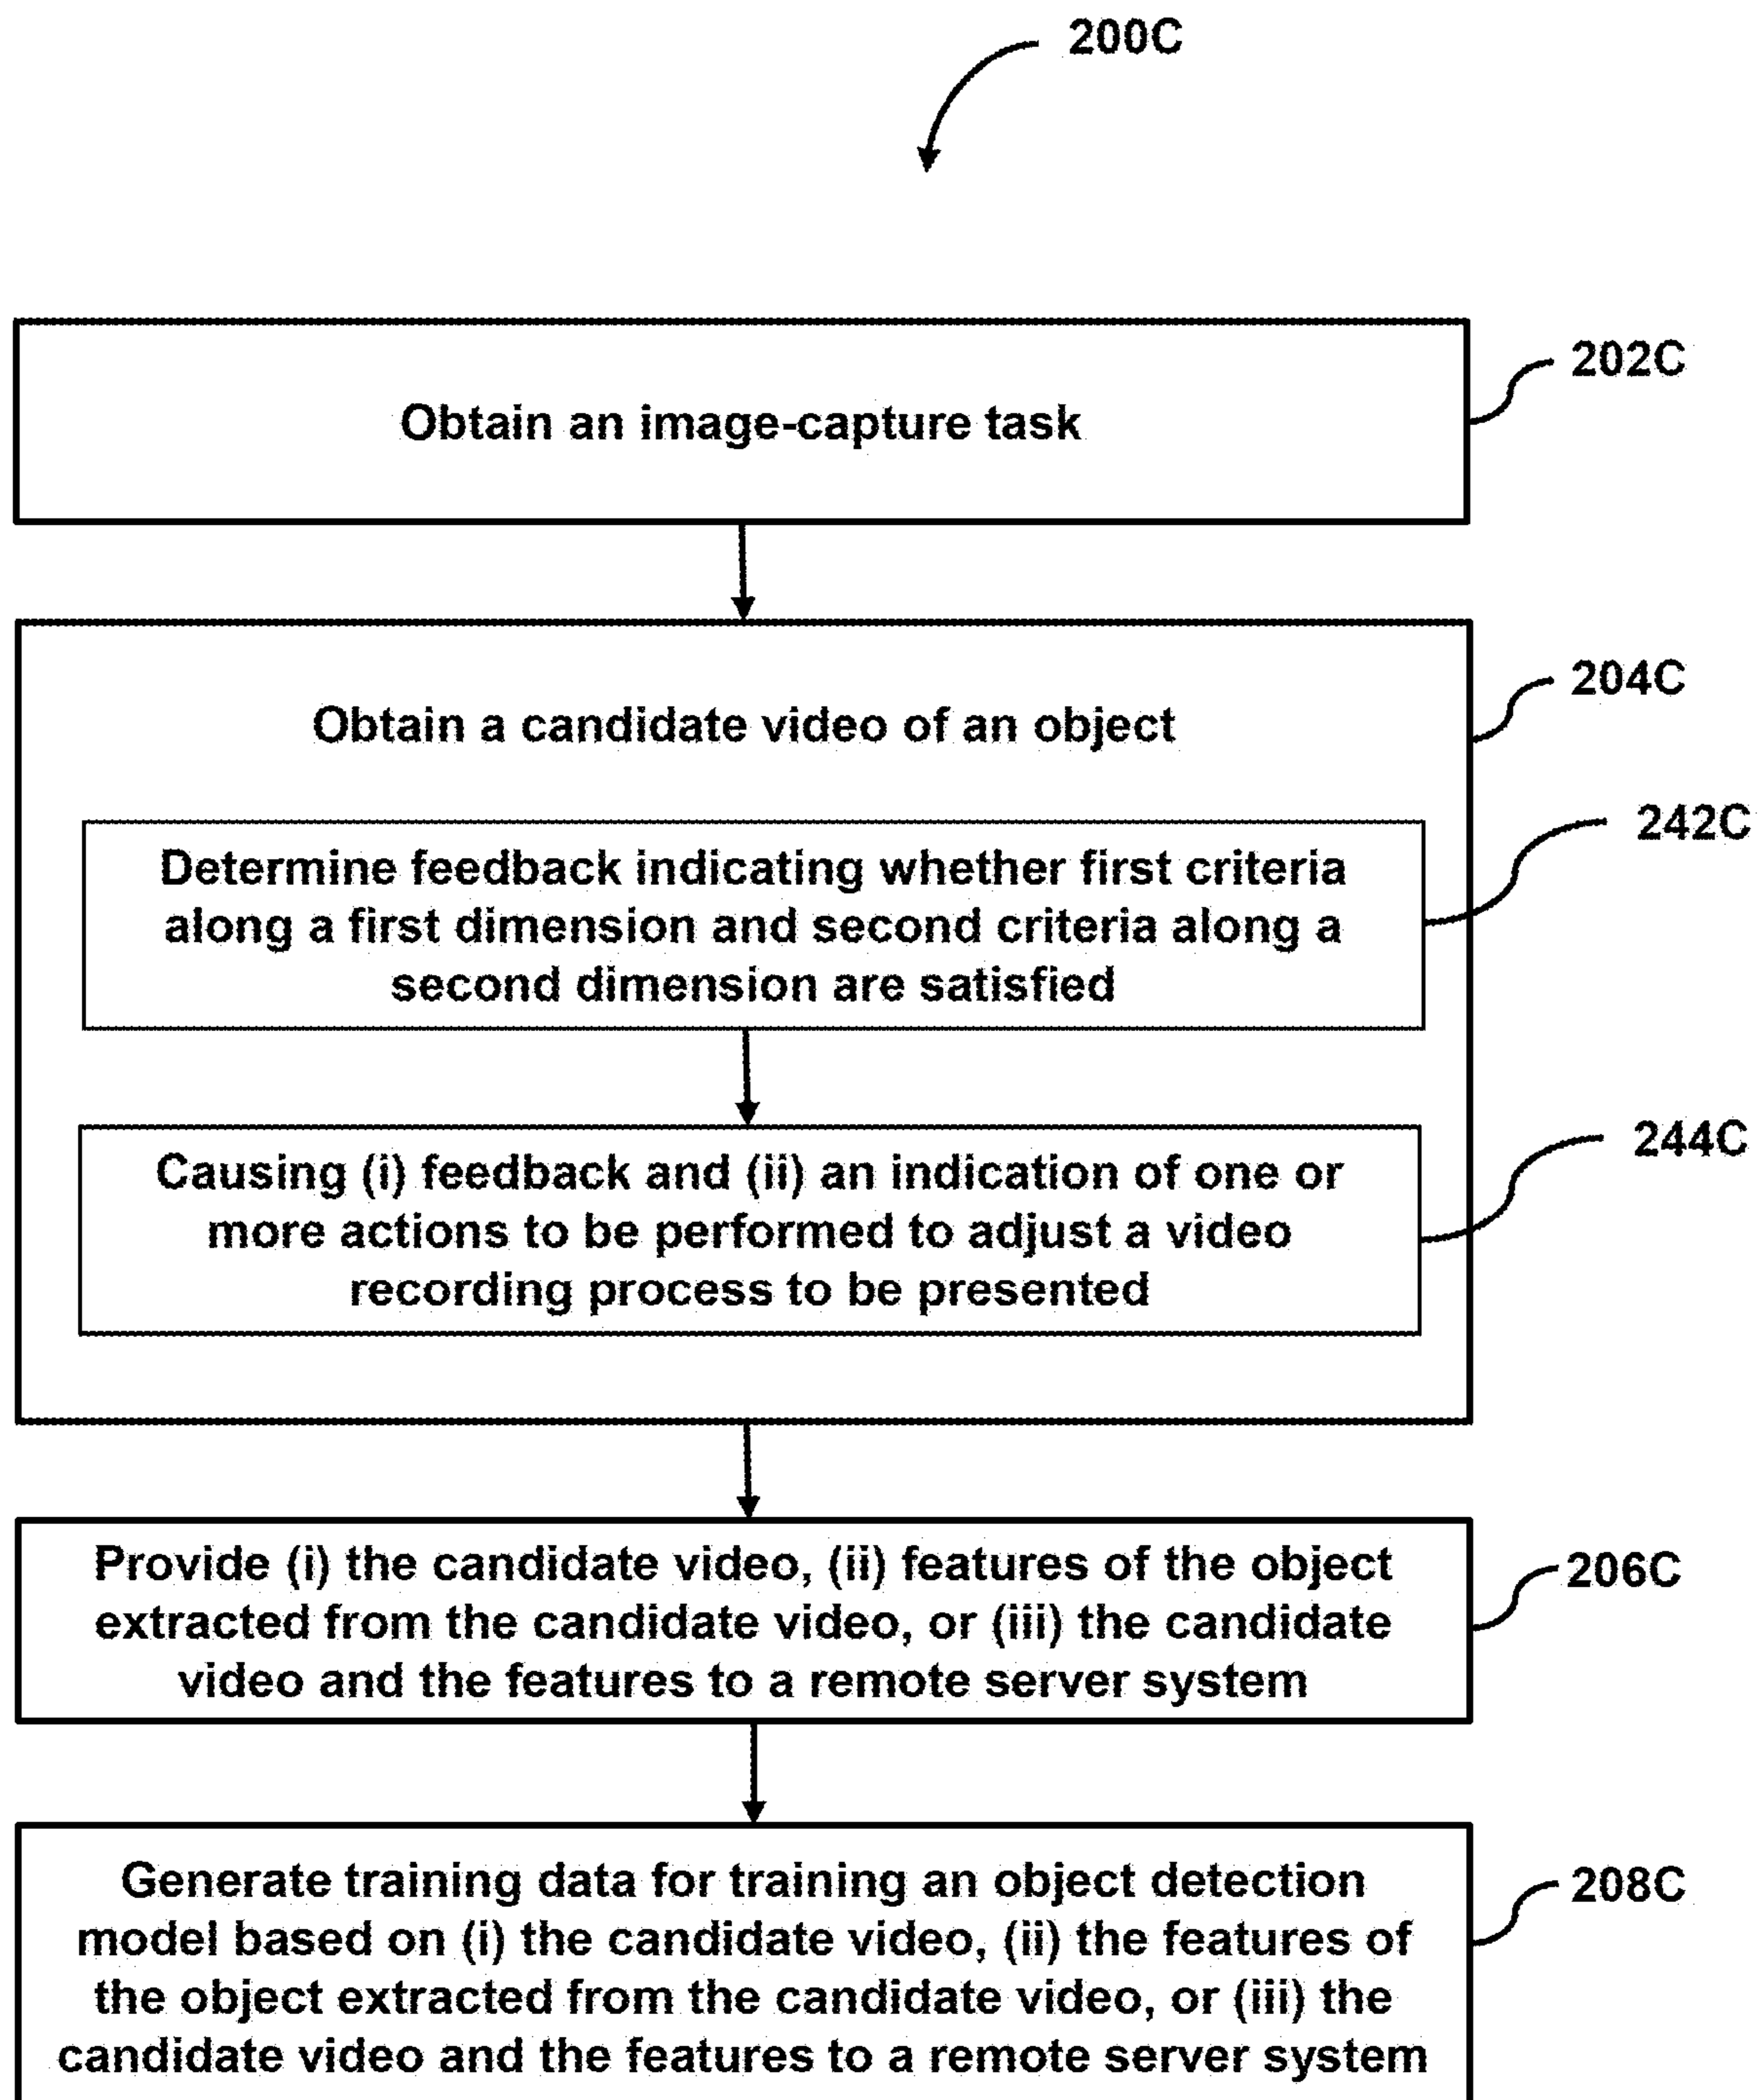 200C
202C
Obtain an image-capture task
204C
Obtain a candidate video of an object
242C
Determine feedback indicating whether first criteria
along a first dimension and second criteria along a
second dimension are satisfied
244C
Causing (i) feedback and (ii) an indication of one or
more actions to be performed to adjust a video
recording process to be presented
Provide (i) the candidate video, (ii) features of the object
206C
extracted from the candidate video, or (iii) the candidate
video and the features to a remote server system
Generate training data for training an object detection
208C
model based on (i) the candidate video, (ii) the features of
the object extracted from the candidate video, or (iii) the
candidate video and the features to a remote server system